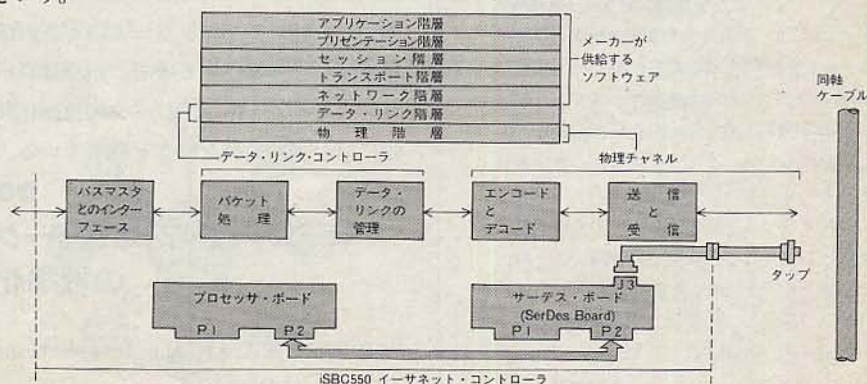 アプリケーション階層
プリゼンテーション階層
セッション階層
トランスポート階層
ネットワーク階層
データ・リンク階層
物理階層
メーカーが
供給する
ソフトウェア
同軸
ケーブル
データ・リンク・コントローラ
物理チャネル
バスマスタ
とのインター
フェース
パケット
処理
データ・
リンクの
管理
エンコード
と
デコード
送信
と
受信
タップ
プロセッサ・ボード
P1
P2
J3
サーデス・ボード
(SerDes Board)
P1
P2
iSBC550 イーサネット・コントローラ